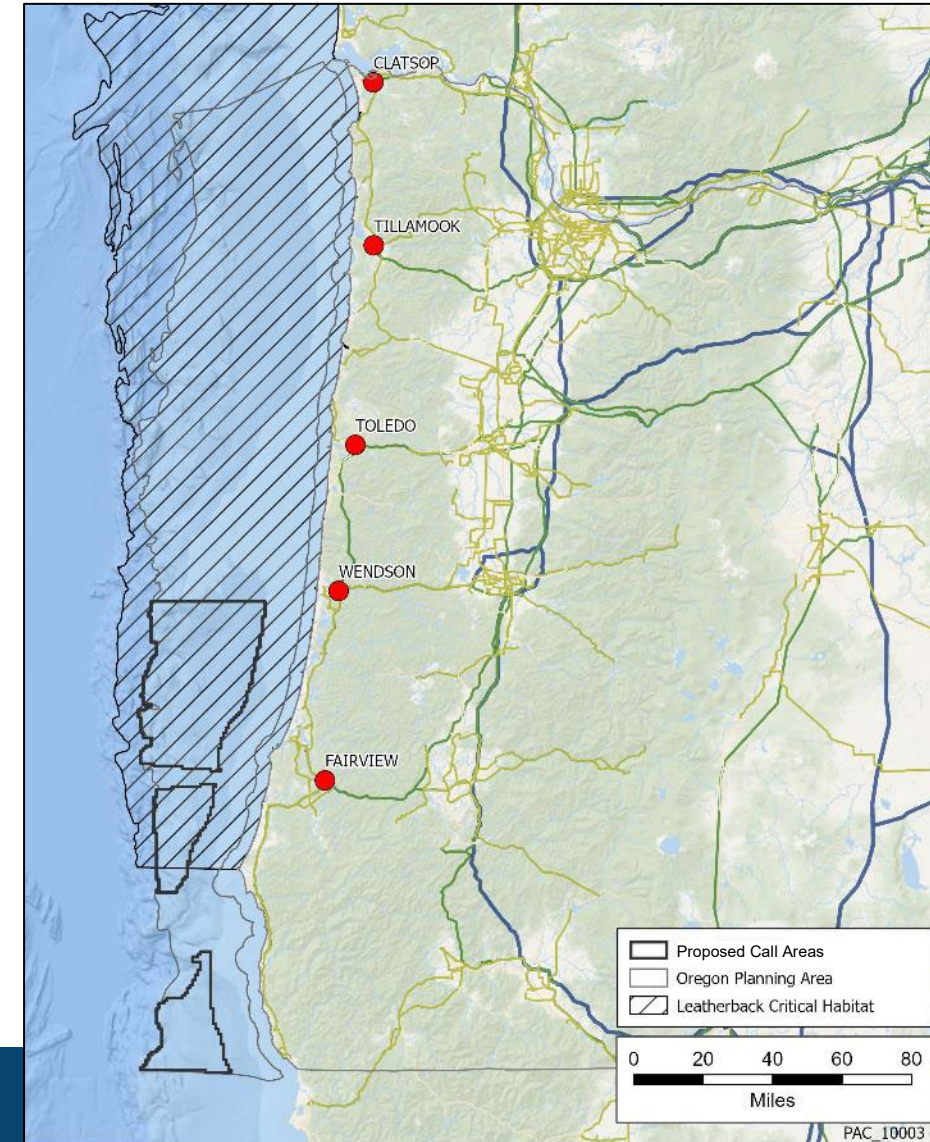 CLATSOP
TILLAMOOK
TOLEDO
WENDSON
FAIRVIEW
Proposed Call Areas
Oregon Planning Area
Leatherback Critical Habitat
0 20 40 60 80
Miles
PAC_10003